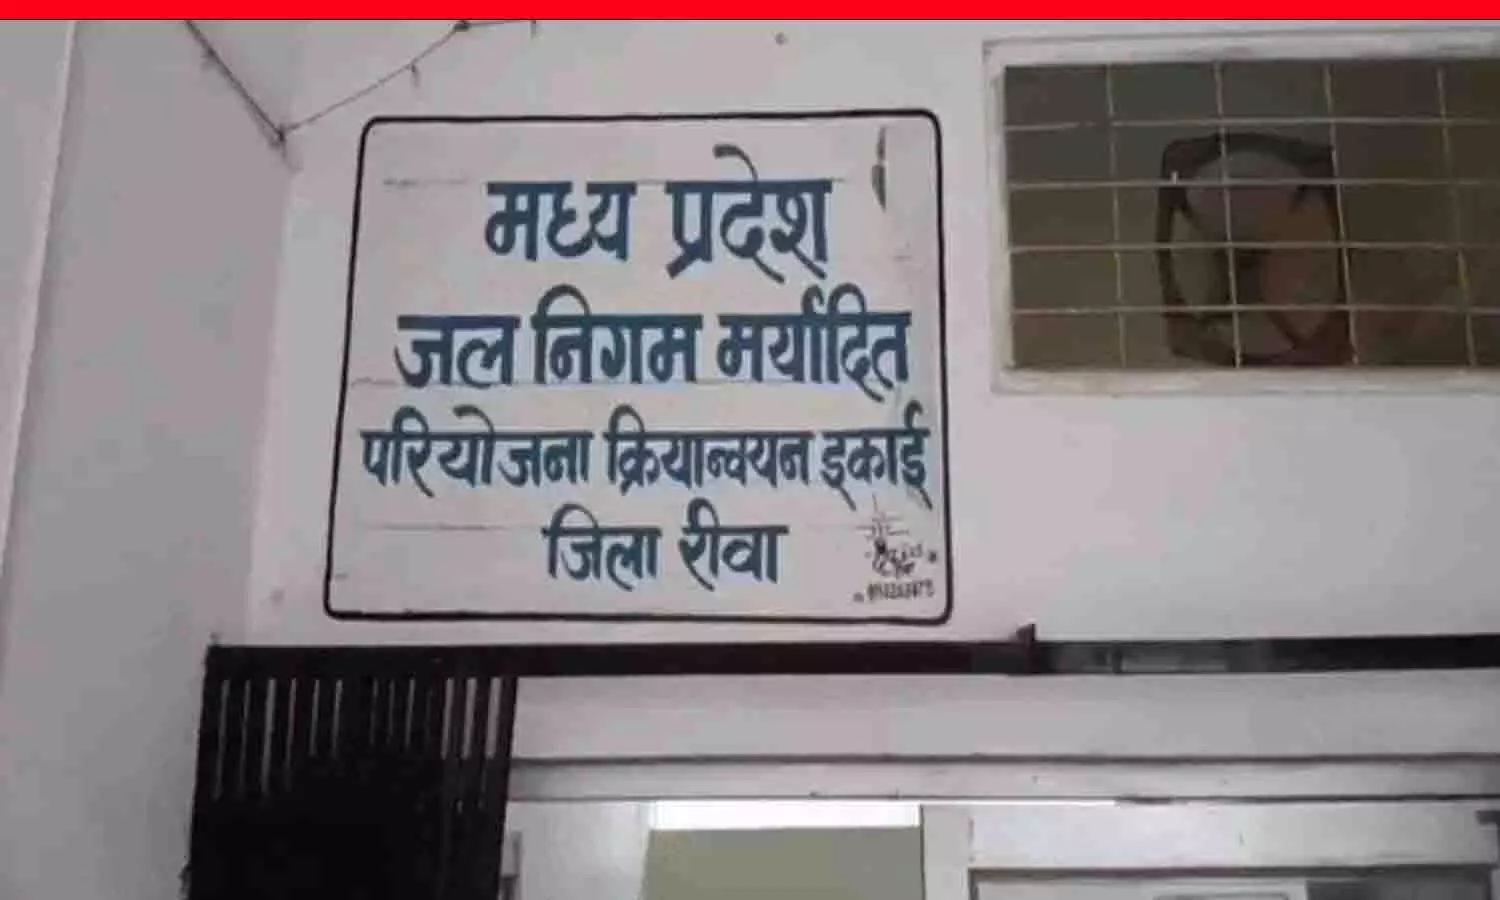 मध्य प्रदेश
जल निगम मर्यादित
परियोजना क्रियान्वयन इकाई
जिला रीवा